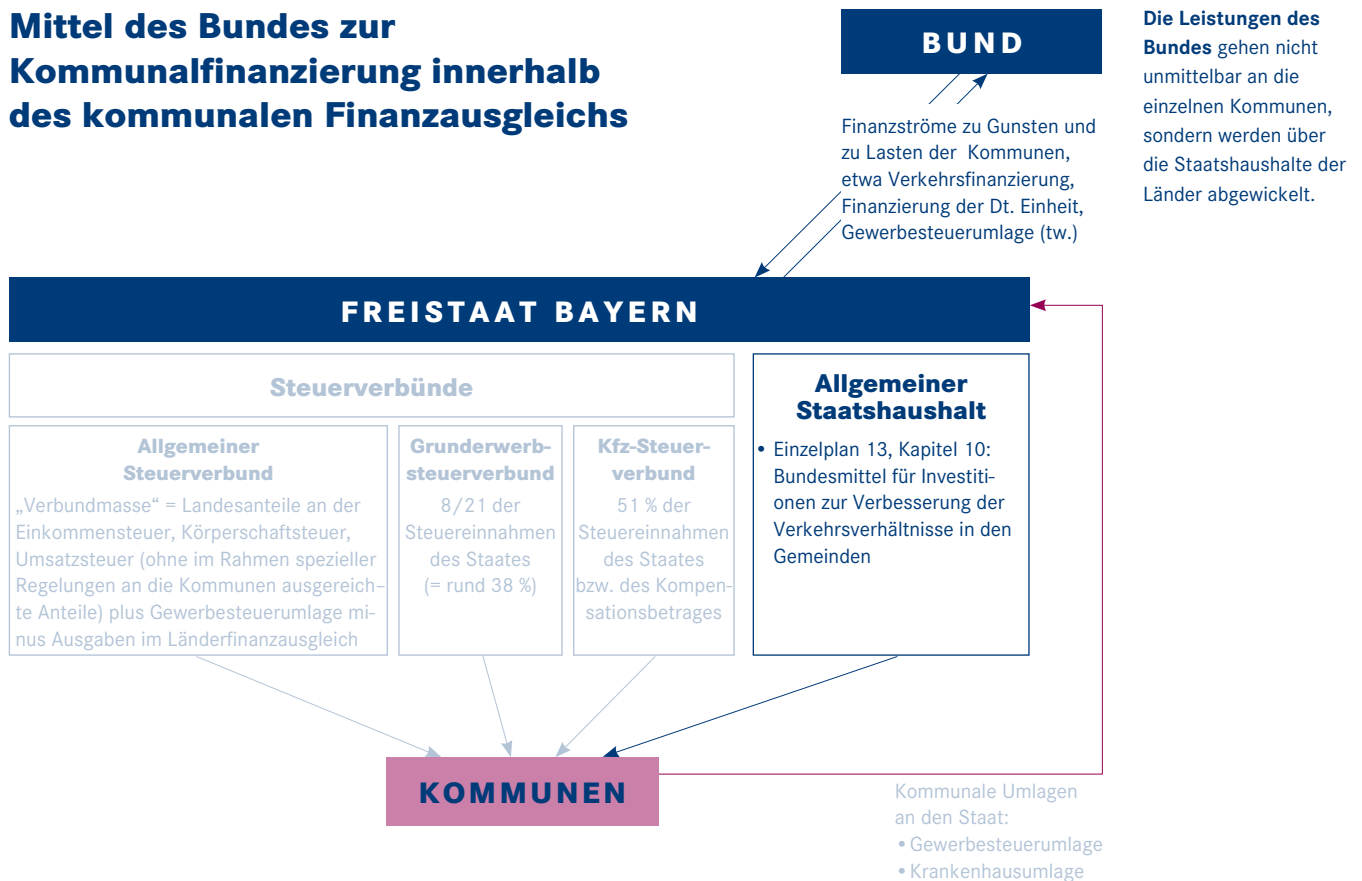 Mittel des Bundes zur
Kommunalfinanzierung innerhalb
des kommunalen Finanzausgleichs
BUND
Die Leistungen des
Bundes gehen nicht
unmittelbar an die
einzelnen Kommunen,
sondern werden über
die Staatshaushalte der
Länder abgewickelt.
Finanzströme zu Gunsten und
zu Lasten der Kommunen,
etwa Verkehrsfinanzierung,
Finanzierung der Dt. Einheit,
Gewerbesteuerumlage (tw.)
FREISTAAT BAYERN
Steuerverbünde
Allgemeiner
Steuerverbund
„Verbundmasse“ = Landesanteile an der
Einkommensteuer, Körperschaftsteuer,
Umsatzsteuer (ohne im Rahmen spezieller
Regelungen an die Kommunen ausgereich-
te Anteile) plus Gewerbesteuerumlage mi-
nus Ausgaben im Länderfinanzausgleich
Grunderwerb-
steuerverbund
8/21 der
Steuereinnahmen
des Staates
(= rund 38 %)
Kfz-Steuer-
verbund
51 % der
Steuereinnahmen
des Staates
bzw. des Kompen-
sationsbetrages
Allgemeiner
Staatshaushalt
• Einzelplan 13, Kapitel 10:
Bundesmittel für Investiti-
onen zur Verbesserung der
Verkehrsverhältnisse in den
Gemeinden
KOMMUNEN
Kommunale Umlagen
an den Staat:
• Gewerbesteuerumlage
• Krankenhausumlage